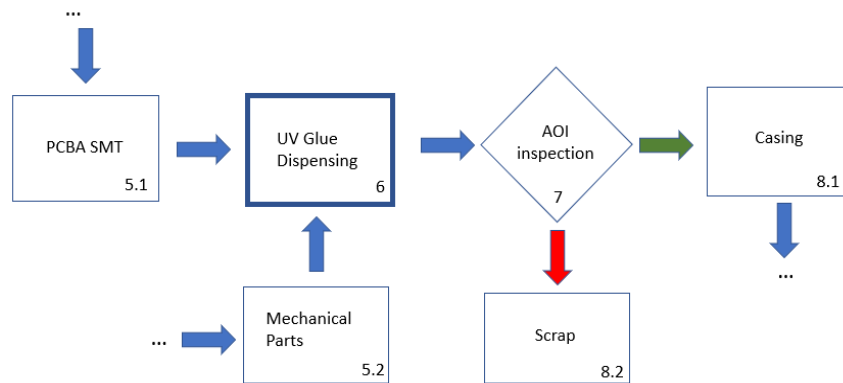 ...
PCBA SMT
5.1
UV Glue
Dispensing
6
AOI
inspection
7
Casing
8.1
...
...
Mechanical
Parts
5.2
Scrap
8.2